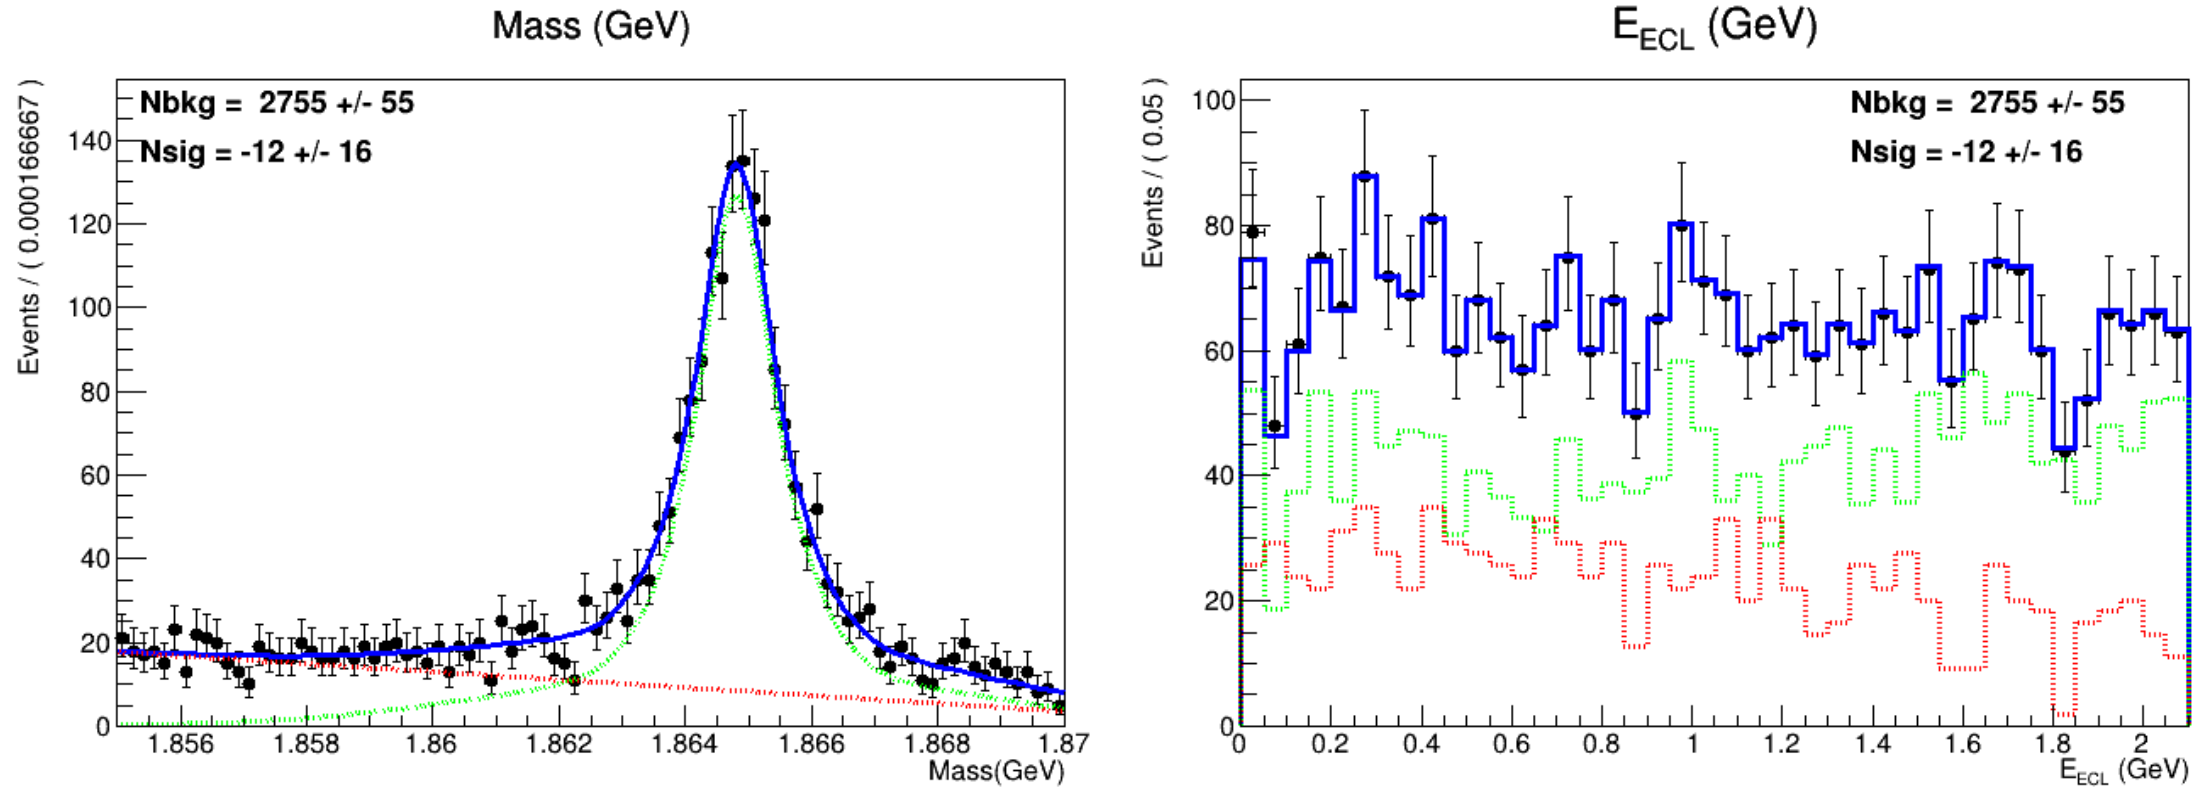 Mass (GeV)
Events / ( 0.000166667 )
Nbkg = 2755 +/- 55
Nsig = -12 +/- 16
140
120
100
80
60
40
20
0
1.856 1.858 1.86 1.862 1.864 1.866 1.868 1.87
Mass(GeV)
E_ECL (GeV)
Events / ( 0.05 )
Nbkg = 2755 +/- 55
Nsig = -12 +/- 16
100
80
60
40
20
0
0 0.2 0.4 0.6 0.8 1 1.2 1.4 1.6 1.8 2
E_ECL (GeV)